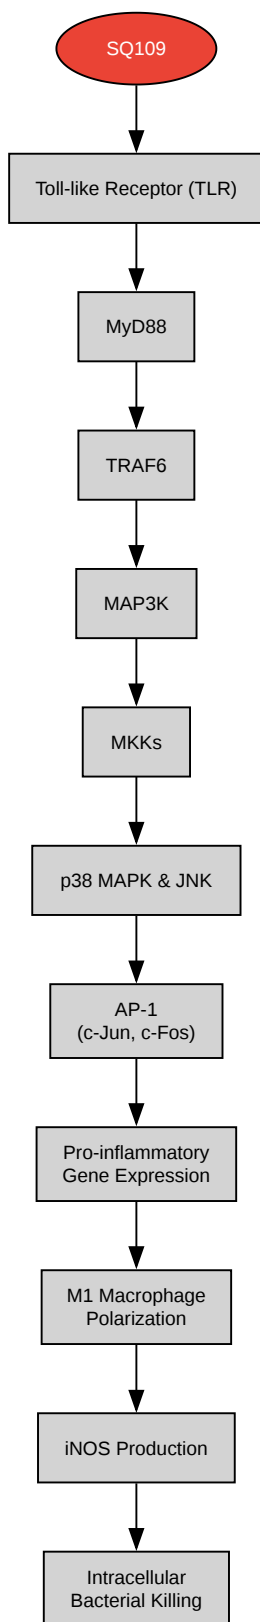 SQ109
Toll-like Receptor (TLR)
MyD88
TRAF6
MAP3K
MKKs
p38 MAPK & JNK
AP-1
(c-Jun, c-Fos)
Pro-inflammatory
Gene Expression
M1 Macrophage
Polarization
iNOS Production
Intracellular
Bacterial Killing